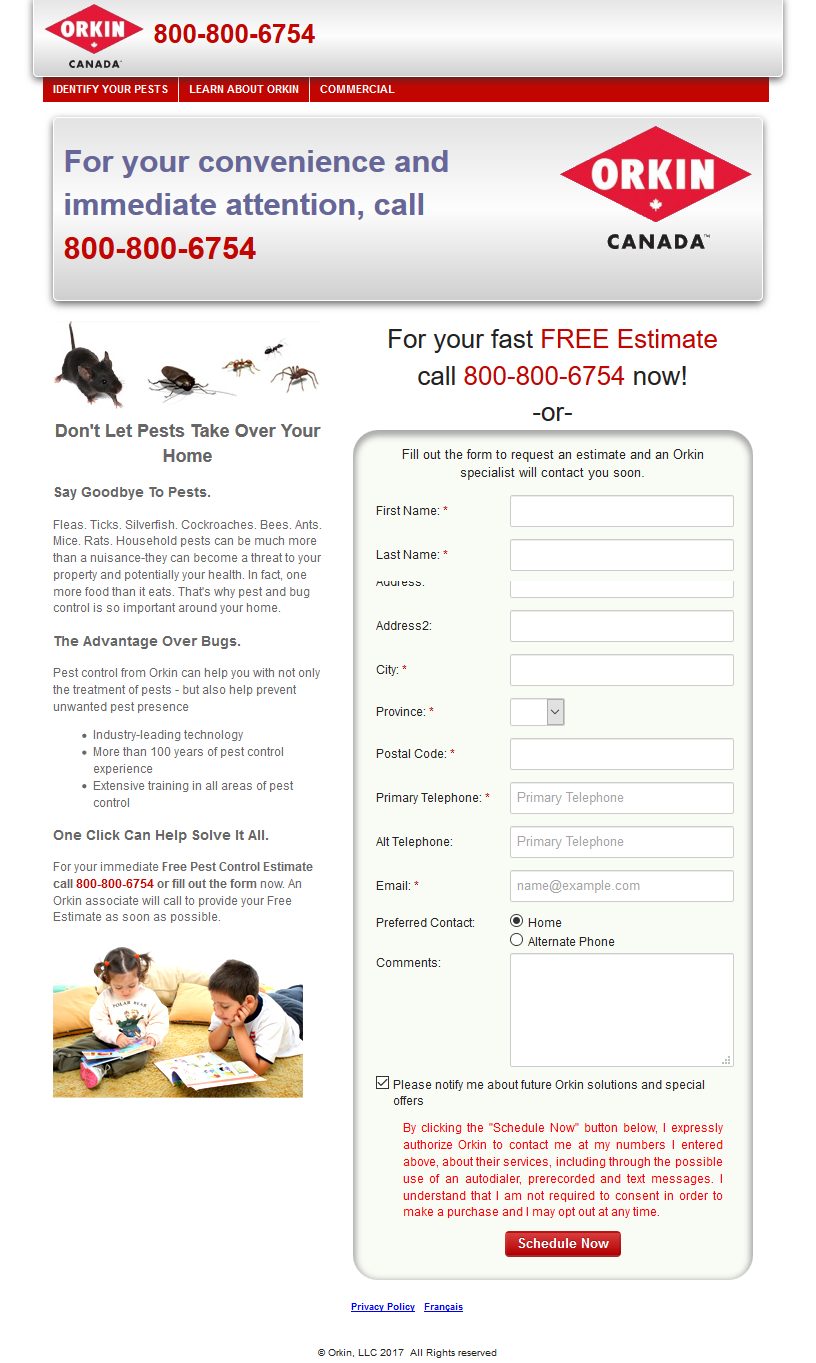 ORKIN
CANADA™
800-800-6754
IDENTIFY YOUR PESTS
LEARN ABOUT ORKIN
COMMERCIAL
For your convenience and
immediate attention, call
800-800-6754
ORKIN
CANADA™
Don't Let Pests Take Over Your
Home
Say Goodbye To Pests.
Fleas. Ticks. Silverfish. Cockroaches. Bees. Ants.
Mice. Rats. Household pests can be much more
than a nuisance-they can become a threat to your
property and potentially your health. In fact, one
more food than it eats. That's why pest and bug
control is so important around your home.
The Advantage Over Bugs.
Pest control from Orkin can help you with not only
the treatment of pests - but also help prevent
unwanted pest presence
• Industry-leading technology
• More than 100 years of pest control
experience
• Extensive training in all areas of pest
control
One Click Can Help Solve It All.
For your immediate Free Pest Control Estimate
call 800-800-6754 or fill out the form now. An
Orkin associate will call to provide your Free
Estimate as soon as possible.
POLAR BEAR
For your fast FREE Estimate
call 800-800-6754 now!
-or-
Fill out the form to request an estimate and an Orkin
specialist will contact you soon.
First Name: *
Last Name: *
Address:
Address2:
City: *
Province: *
Postal Code: *
Primary Telephone: * Primary Telephone
Alt Telephone: Primary Telephone
Email: * name@example.com
Preferred Contact: Home
Alternate Phone
Comments:
Please notify me about future Orkin solutions and special
offers
By clicking the "Schedule Now" button below, I expressly
authorize Orkin to contact me at my numbers I entered
above, about their services, including through the possible
use of an autodialer, prerecorded and text messages. I
understand that I am not required to consent in order to
make a purchase and I may opt out at any time.
Schedule Now
Privacy Policy Français
© Orkin, LLC 2017 All Rights reserved